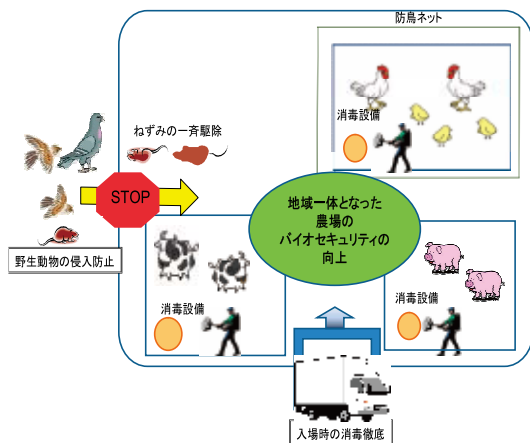 防鳥ネット
消毒設備
ねずみの一斉駆除
STOP
野生動物の侵入防止
地域一体となった
農場の
バイオセキュリティの
向上
消毒設備
消毒設備
入場時の消毒徹底